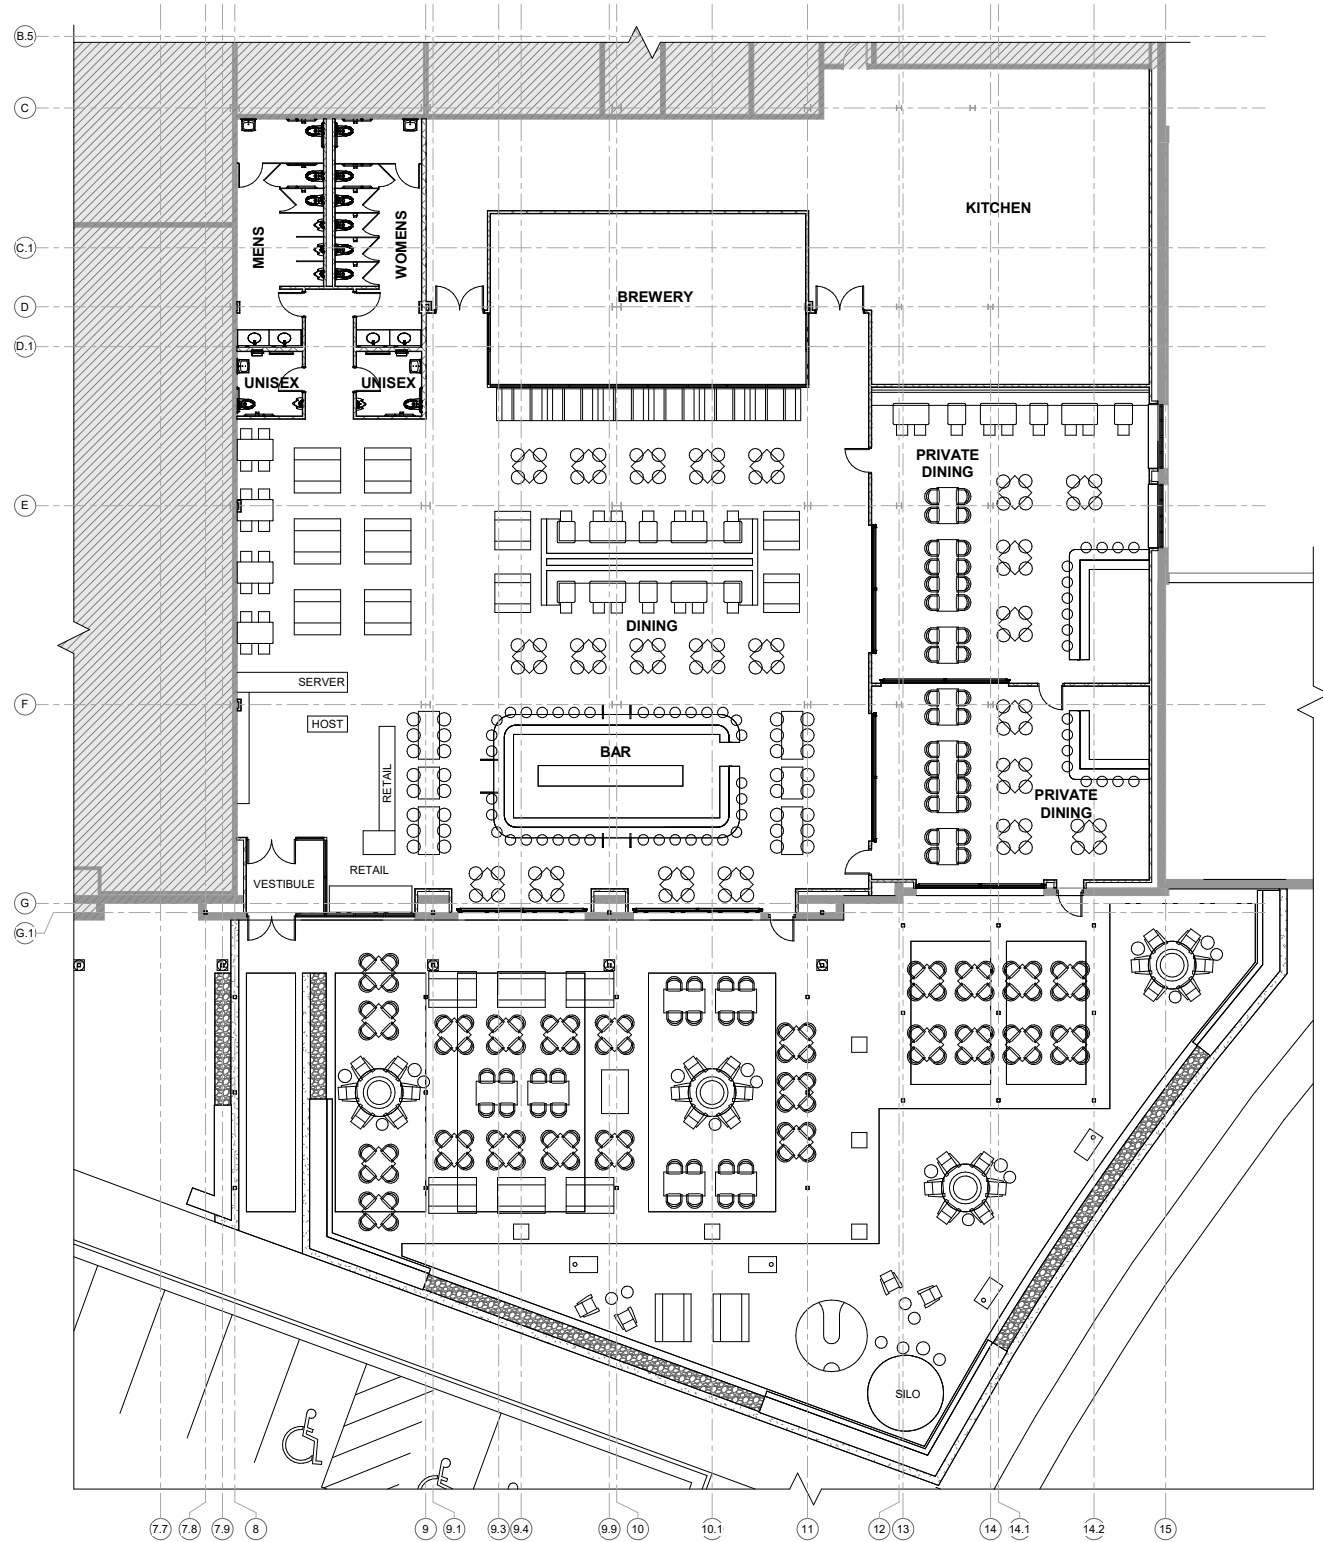 B.5
C
KITCHEN
MENS
WOMENS
C.1
BREWERY
D
D.1
UNISEX
UNISEX
PRIVATE
DINING
E
DINING
SERVER
F
HOST
BAR
RETAIL
PRIVATE
DINING
RETAIL
VESTIBULE
G
G.1
SILO
7.7
7.8
7.9
8
9
9.1
9.3
9.4
9.9
10
10.1
11
12
13
14
14.1
14.2
15